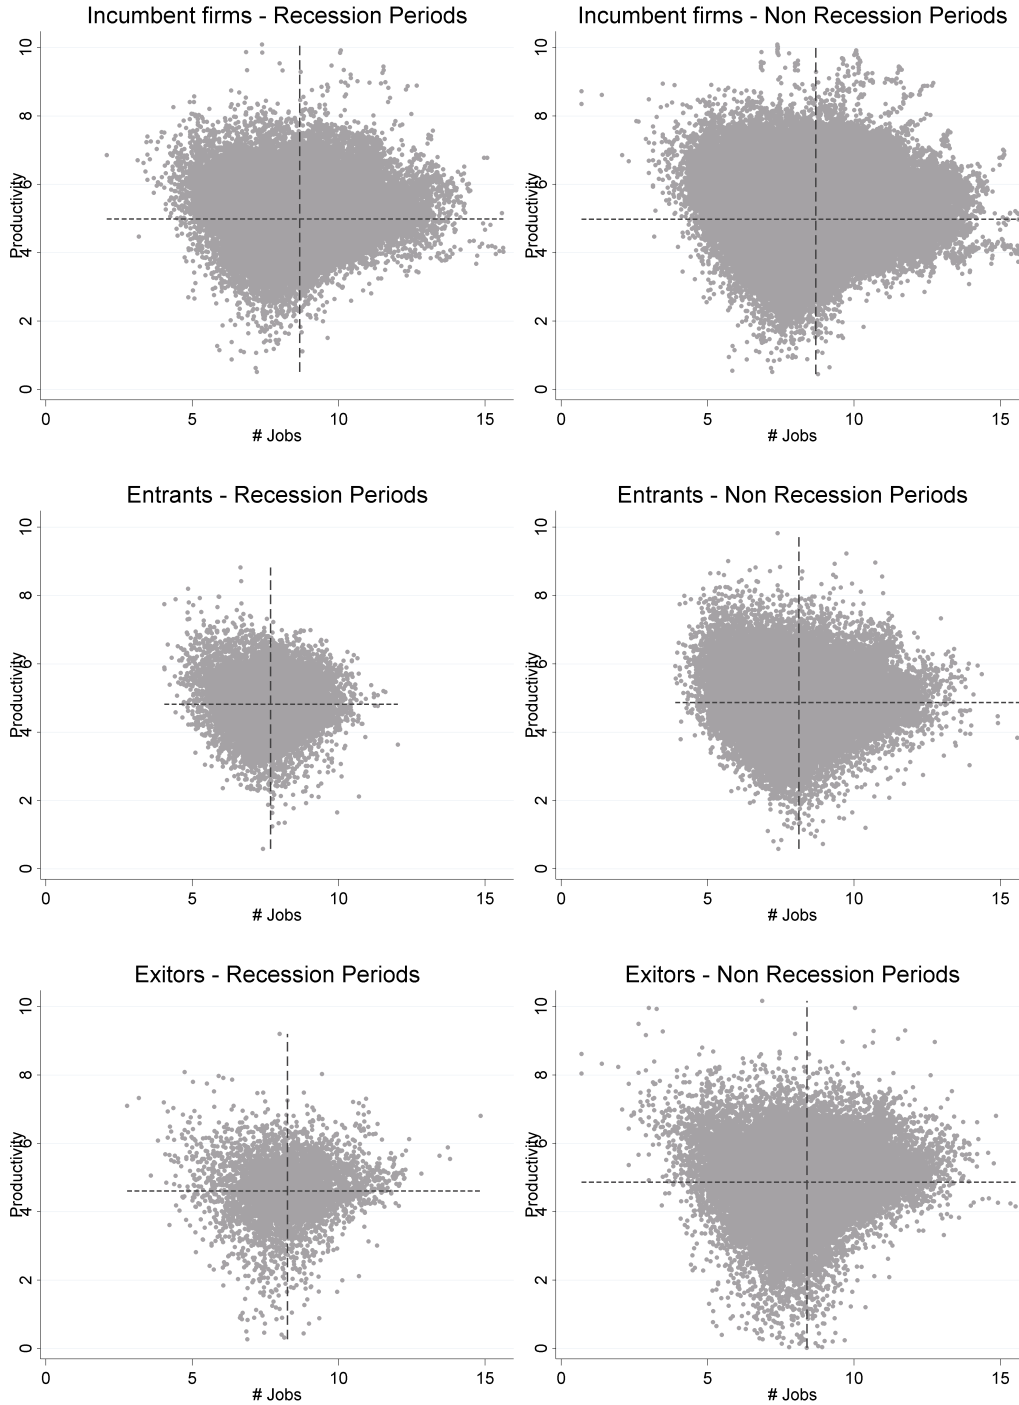 Incumbent firms - Recession Periods
Productivity
0 2 4 6 8 10
0 5 10 15
# Jobs
Incumbent firms - Non Recession Periods
Productivity
0 2 4 6 8 10
0 5 10 15
# Jobs
Entrants - Recession Periods
Productivity
0 2 4 6 8 10
0 5 10 15
# Jobs
Entrants - Non Recession Periods
Productivity
0 2 4 6 8 10
0 5 10 15
# Jobs
Exitors - Recession Periods
Productivity
0 2 4 6 8 10
0 5 10 15
# Jobs
Exitors - Non Recession Periods
Productivity
0 2 4 6 8 10
0 5 10 15
# Jobs